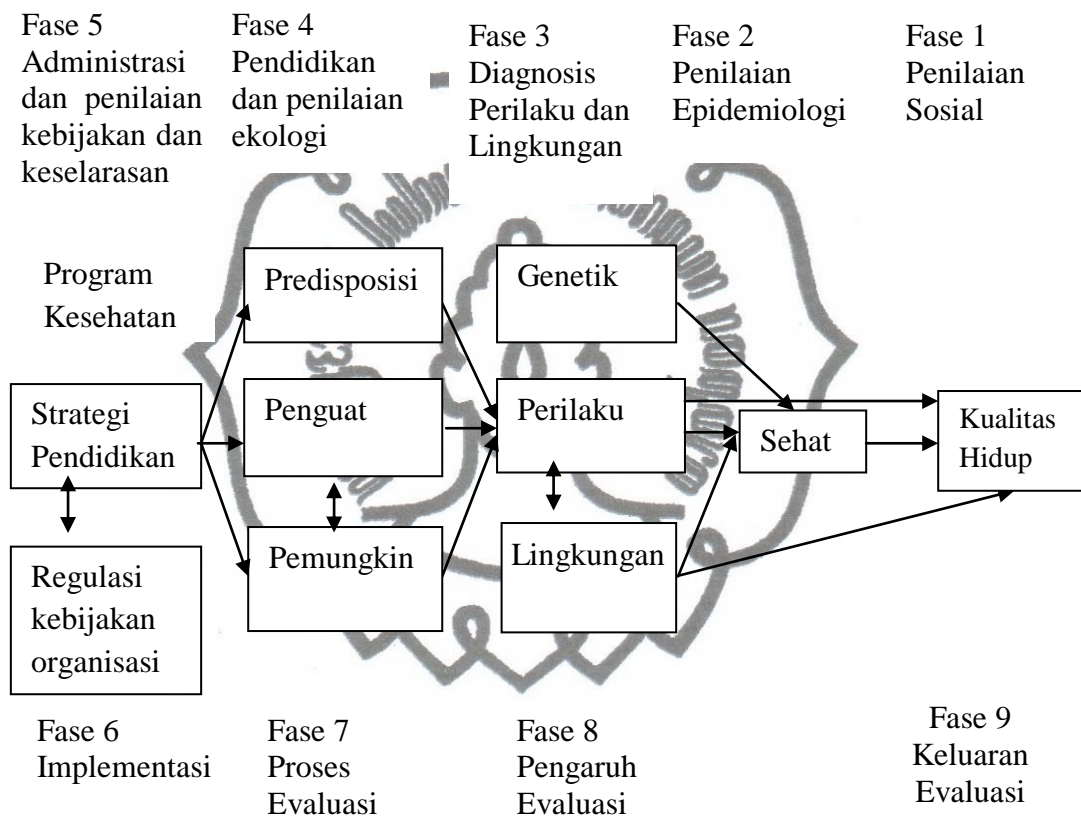 Fase 5
Administrasi
dan penilaian
kebijakan dan
keselarasan
Fase 4
Pendidikan
dan penilaian
ekologi
Fase 3
Diagnosis
Perilaku dan
Lingkungan
Fase 2
Penilaian
Epidemiologi
Fase 1
Penilaian
Sosial
Program
Kesehatan
Predisposisi
Genetik
Strategi
Pendidikan
Penguat
Perilaku
Sehat
Kualitas
Hidup
Regulasi
kebijakan
organisasi
Pemungkin
Lingkungan
Fase 6
Implementasi
Fase 7
Proses
Evaluasi
Fase 8
Pengaruh
Evaluasi
Fase 9
Keluaran
Evaluasi